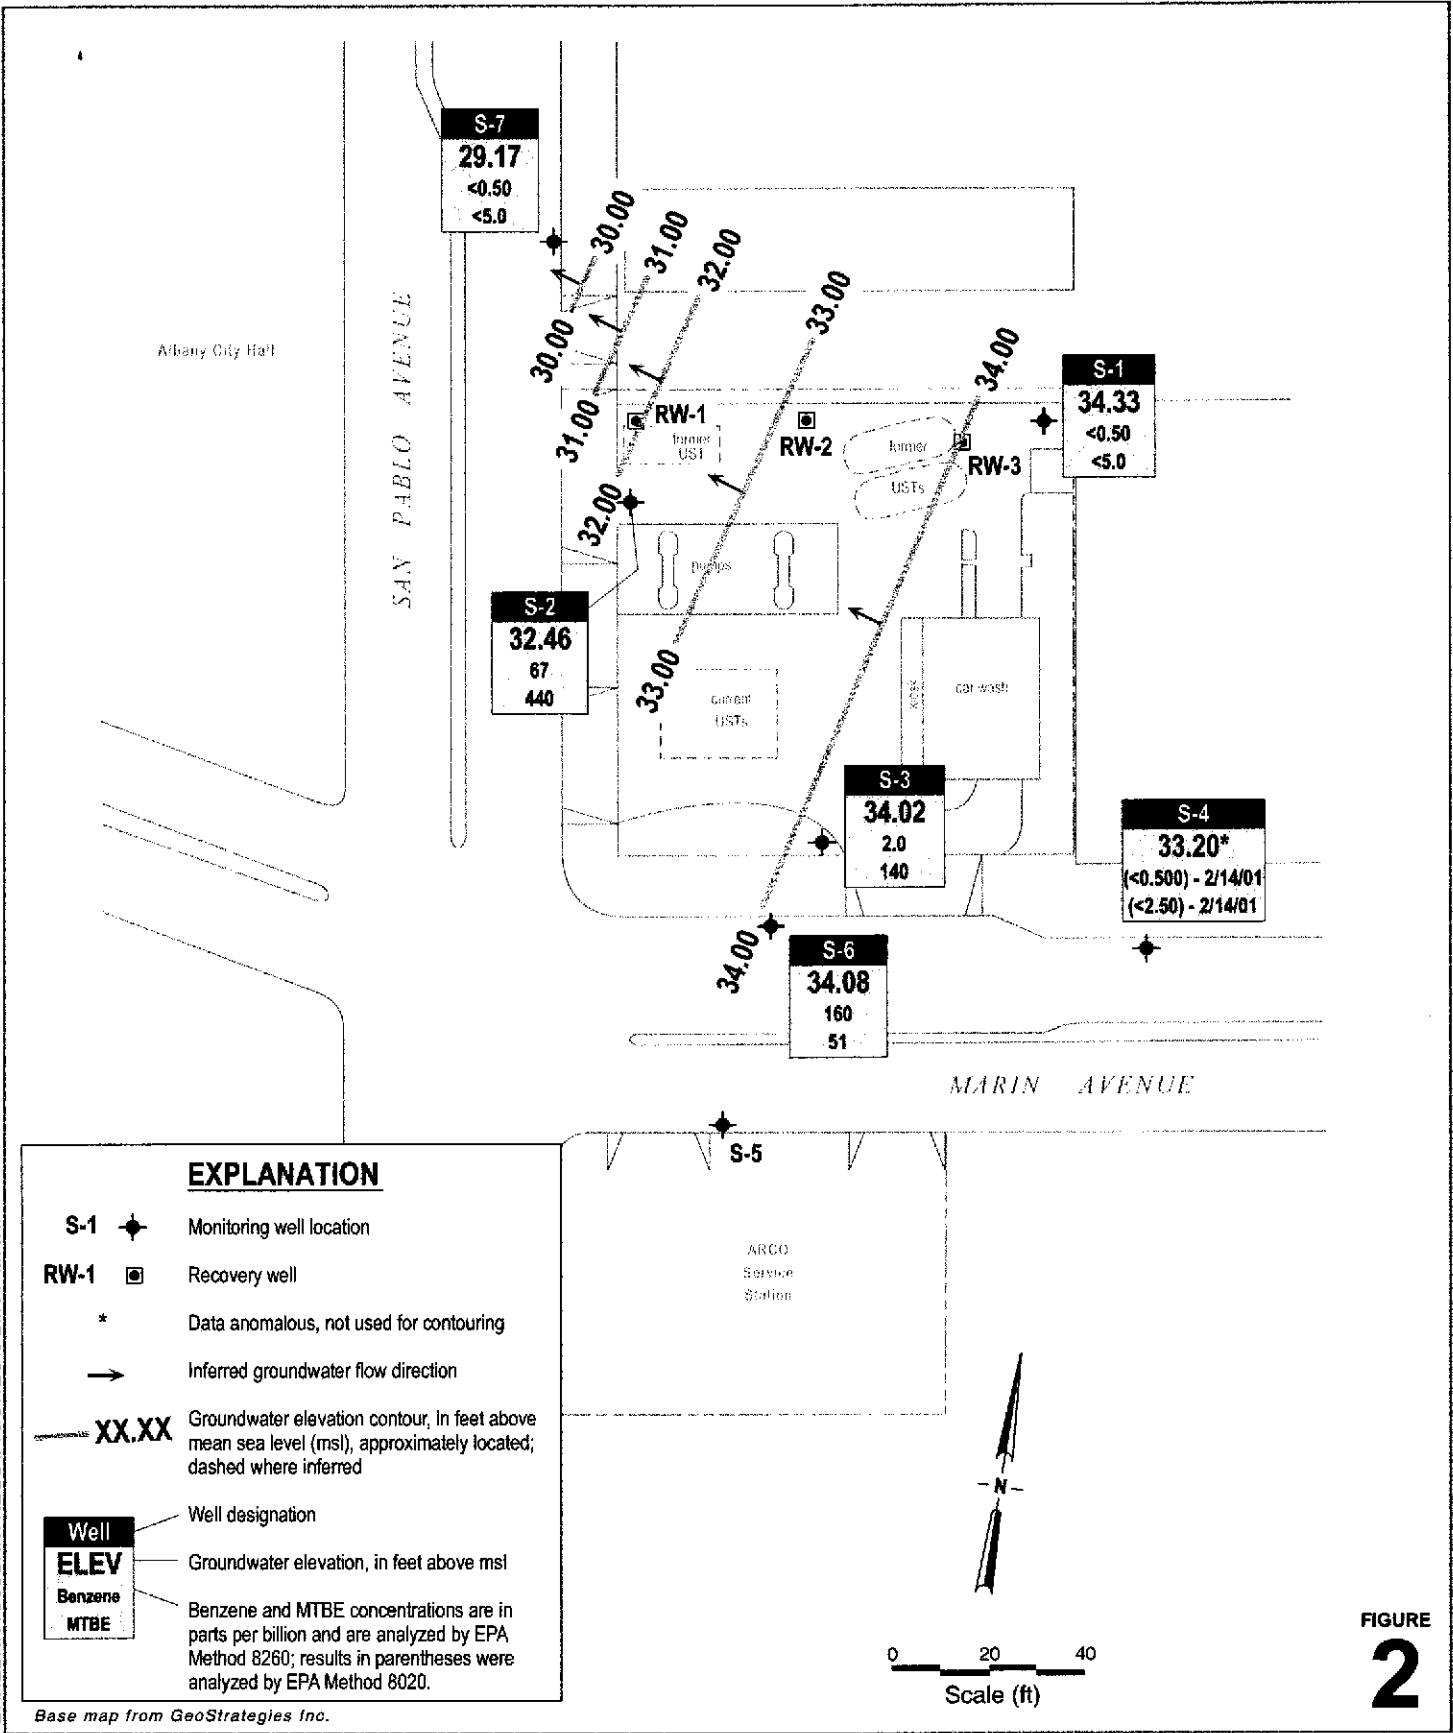 S-7
29.17
<0.50
<5.0
30.00
31.00
32.00
33.00
34.00
Albany City Hall
SAN PABLO AVENUE
30.00
31.00
32.00
RW-1
former
UST
RW-2
former
USTs
RW-3
S-1
34.33
<0.50
<5.0
pumps
S-2
32.46
67
440
33.00
current
USTs
kiosk
car wash
S-3
34.02
2.0
140
S-4
33.20*
(<0.500) - 2/14/01
(<2.50) - 2/14/01
34.00
S-6
34.08
160
51
MARIN AVENUE
S-5
ARCO
Service
Station
EXPLANATION
S-1 Monitoring well location
RW-1 Recovery well
* Data anomalous, not used for contouring
Inferred groundwater flow direction
XX.XX Groundwater elevation contour, in feet above
mean sea level (msl), approximately located;
dashed where inferred
Well designation
Well
ELEV
Groundwater elevation, in feet above msl
Benzene
MTBE
Benzene and MTBE concentrations are in
parts per billion and are analyzed by EPA
Method 8260; results in parentheses were
analyzed by EPA Method 8020.
N
0 20 40
Scale (ft)
FIGURE
2
Base map from GeoStrategies Inc.